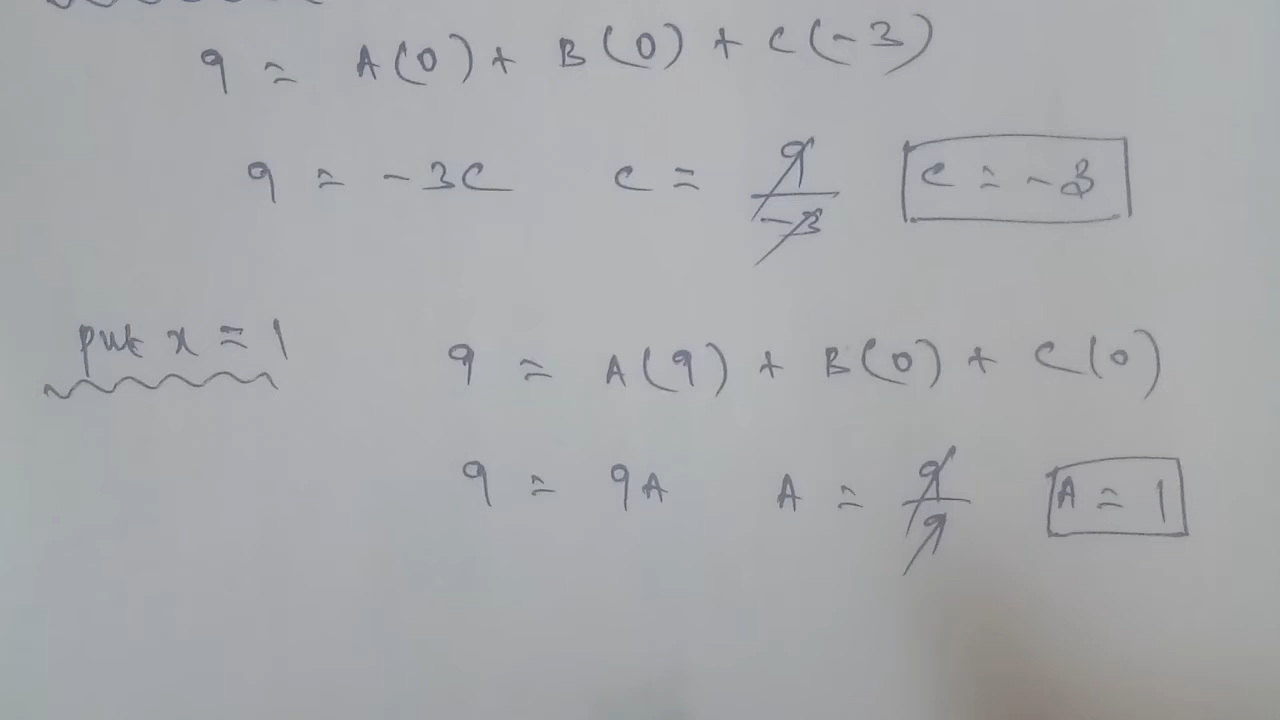 9 = A(0) + B(0) + C(-3)
9 = -3C C = 9/-3 C = -3
put x = 1 9 = A(9) + B(0) + C(0)
9 = 9A A = 9/9 A = 1